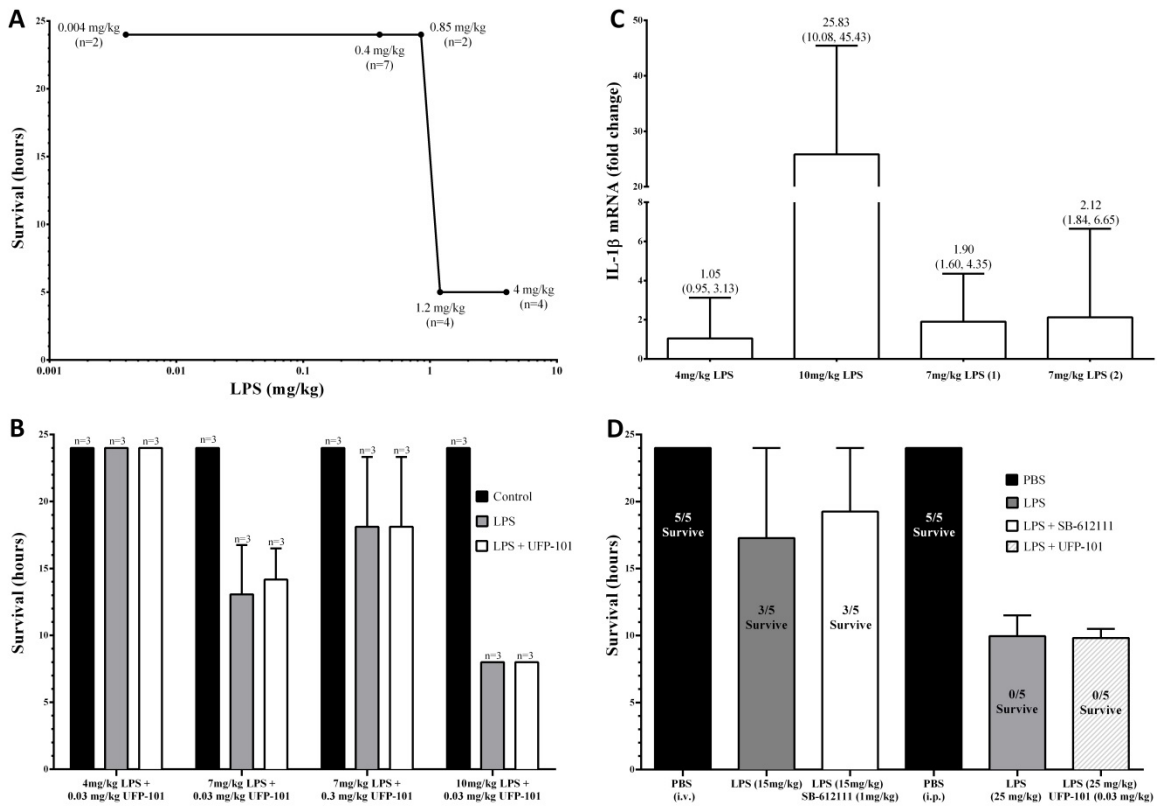 A
Survival (hours)
25
20
15
10
5
0
0.004 mg/kg
(n=2)
0.4 mg/kg
(n=7)
0.85 mg/kg
(n=2)
1.2 mg/kg
(n=4)
4 mg/kg
(n=4)
0.001
0.01
0.1
1
10
LPS (mg/kg)
C
IL-1β mRNA (fold change)
50
40
30
20
8
6
4
2
0
25.83
(10.08, 45.43)
1.05
(0.95, 3.13)
1.90
(1.60, 4.35)
2.12
(1.84, 6.65)
4mg/kg LPS
10mg/kg LPS
7mg/kg LPS (1)
7mg/kg LPS (2)
B
Survival (hours)
25
20
15
10
5
0
n=3
n=3
n=3
n=3
n=3
n=3
n=3
n=3
n=3
n=3
n=3
n=3
Control
LPS
LPS + UFP-101
4mg/kg LPS +
0.03 mg/kg UFP-101
7mg/kg LPS +
0.03 mg/kg UFP-101
7mg/kg LPS +
0.3 mg/kg UFP-101
10mg/kg LPS +
0.03 mg/kg UFP-101
D
Survival (hours)
25
20
15
10
5
0
5/5
Survive
3/5
Survive
3/5
Survive
5/5
Survive
0/5
Survive
0/5
Survive
PBS
LPS
LPS + SB-612111
LPS + UFP-101
PBS
(i.v.)
LPS (15mg/kg)
LPS (15mg/kg)
SB-612111 (1mg/kg)
PBS
(i.p.)
LPS
(25 mg/kg)
LPS (25 mg/kg)
UFP-101 (0.03 mg/kg)